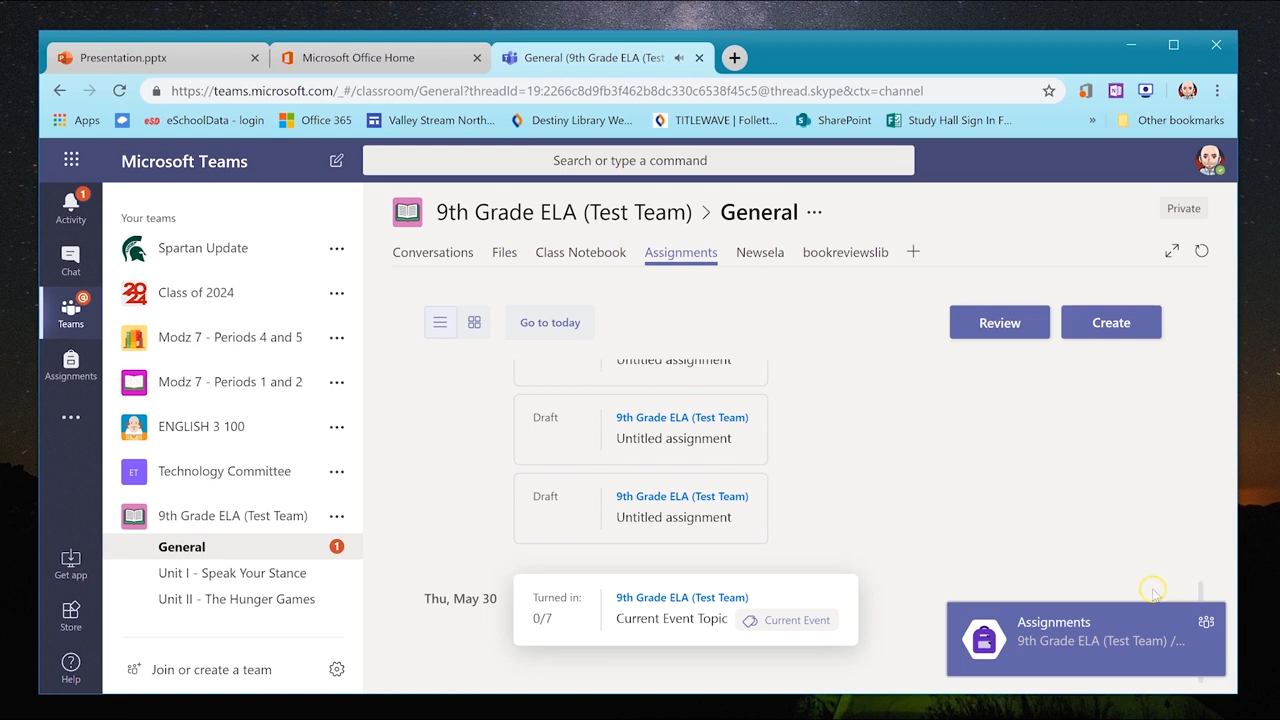 Presentation.pptx
Microsoft Office Home
General (9th Grade ELA (Test
https://teams.microsoft.com/_#/classroom/General?threadId=19:2266c8d9fb3f462b8dc330c6538f45c5@thread.skype&ctx=channel
Apps
eSchoolData - login
Office 365
Valley Stream North...
Destiny Library We...
TITLEWAVE | Follett...
SharePoint
Study Hall Sign In F...
»
Other bookmarks
Microsoft Teams
Search or type a command
1
Activity
Chat
@
Teams
Assignments
Get app
Store
Help
Your teams
Spartan Update
2024
Class of 2024
Modz 7 - Periods 4 and 5
Modz 7 - Periods 1 and 2
ENGLISH 3 100
ET
Technology Committee
9th Grade ELA (Test Team)
General
1
Unit I - Speak Your Stance
Unit II - The Hunger Games
Join or create a team
9th Grade ELA (Test Team) > General ...
Private
Conversations
Files
Class Notebook
Assignments
Newsela
bookreviewslib
Go to today
Review
Create
Untitled assignment
Draft
9th Grade ELA (Test Team)
Untitled assignment
Draft
9th Grade ELA (Test Team)
Untitled assignment
Thu, May 30
Turned in:
0/7
9th Grade ELA (Test Team)
Current Event Topic
Current Event
Assignments
9th Grade ELA (Test Team) /...